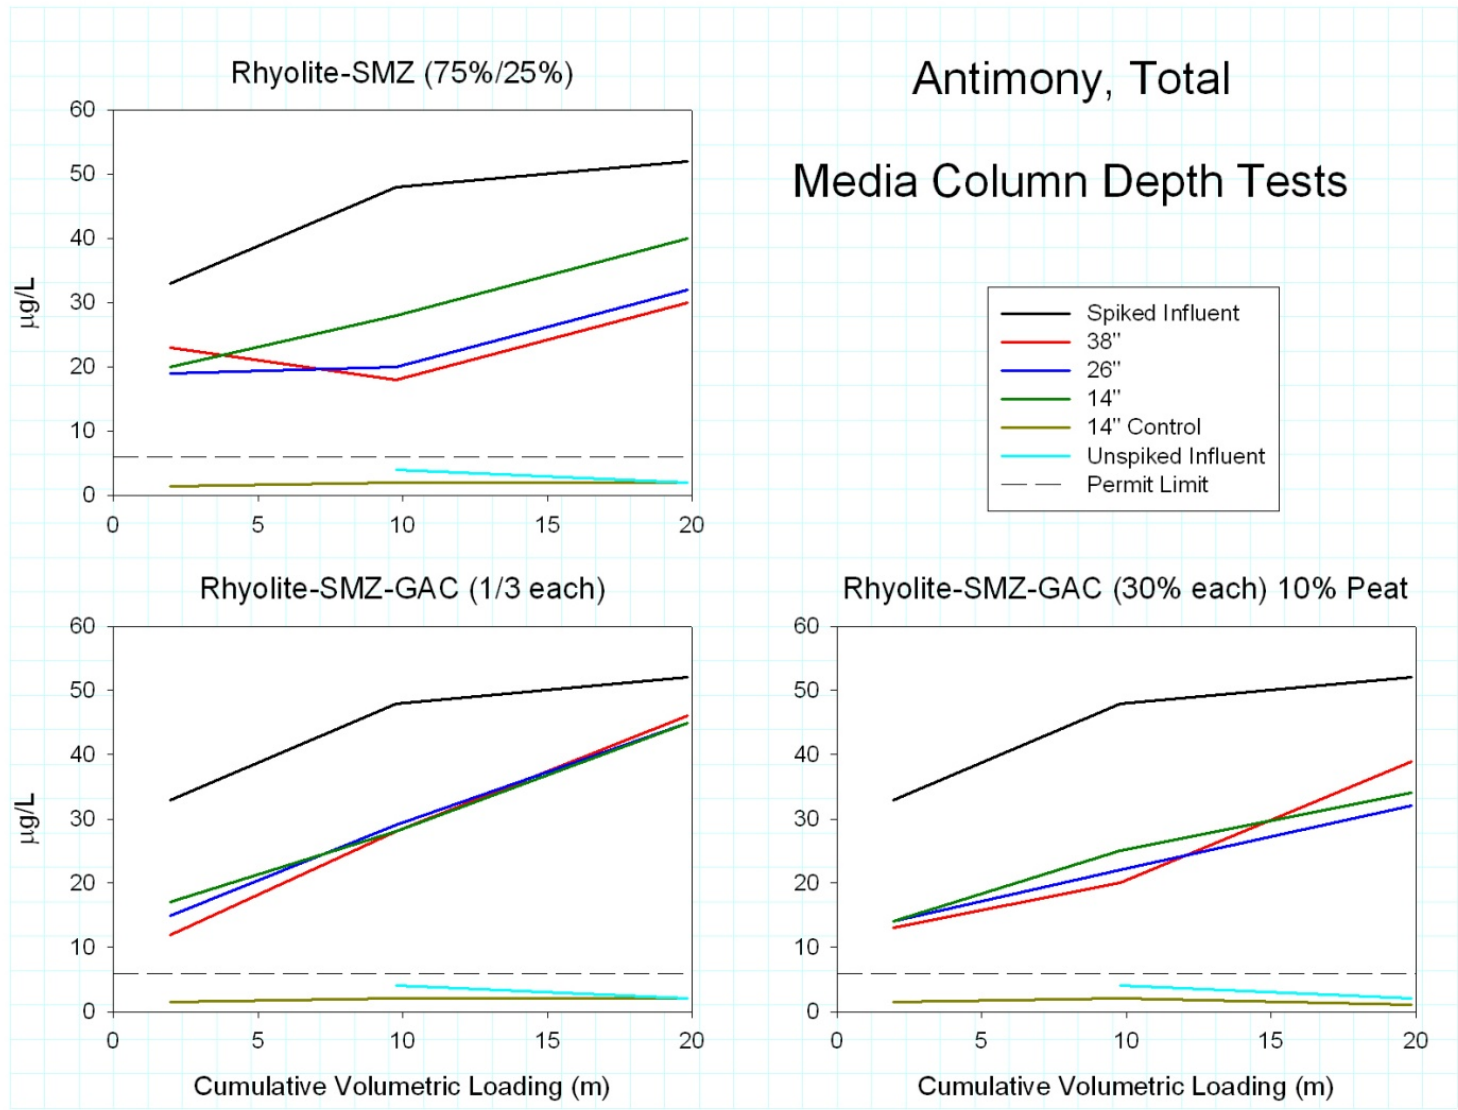 Rhyolite-SMZ (75%/25%)
Antimony, Total
Media Column Depth Tests
60
50
40
30
20
10
0
µg/L
0 5 10 15 20
Spiked Influent
38"
26"
14"
14" Control
Unspiked Influent
Permit Limit
Rhyolite-SMZ-GAC (1/3 each)
60
50
40
30
20
10
0
µg/L
0 5 10 15 20
Cumulative Volumetric Loading (m)
Rhyolite-SMZ-GAC (30% each) 10% Peat
60
50
40
30
20
10
0
0 5 10 15 20
Cumulative Volumetric Loading (m)